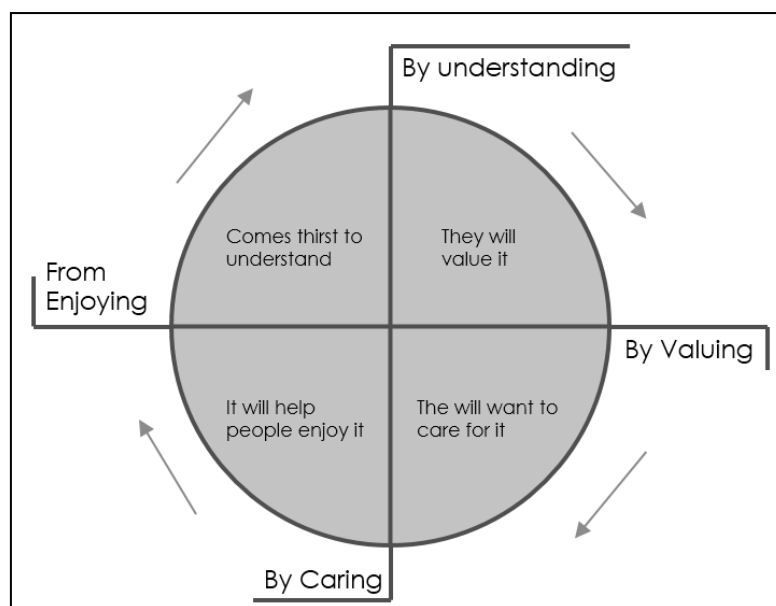 By understanding
Comes thirst to
understand
They will
value it
From
Enjoying
By Valuing
It will help
people enjoy it
The will want to
care for it
By Caring